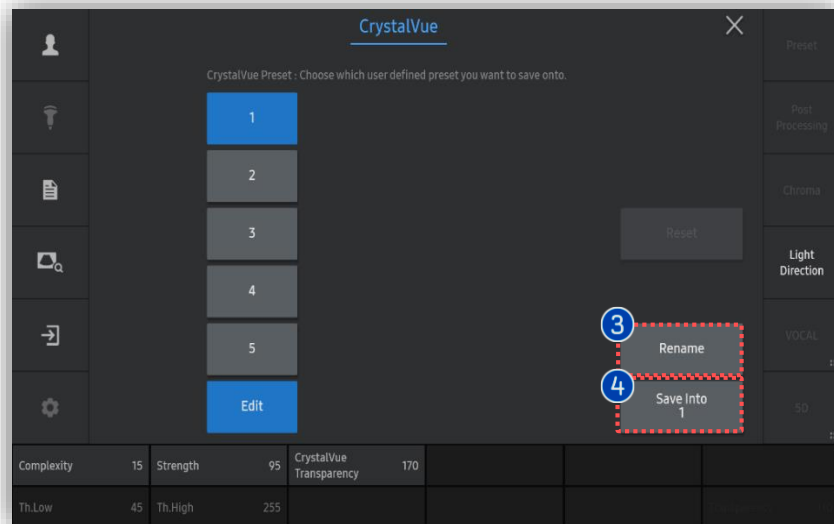 CrystalVue
Preset
CrystalVue Preset : Choose which user defined preset you want to save onto.
1
Post
Processing
2
Chroma
3
Reset
Light
Direction
4
3
5
Rename
VOCAL
4
Edit
Save Into
1
Complexity 15 Strength 95 CrystalVue
Transparency 170
Th.Low 45 Th.High 255